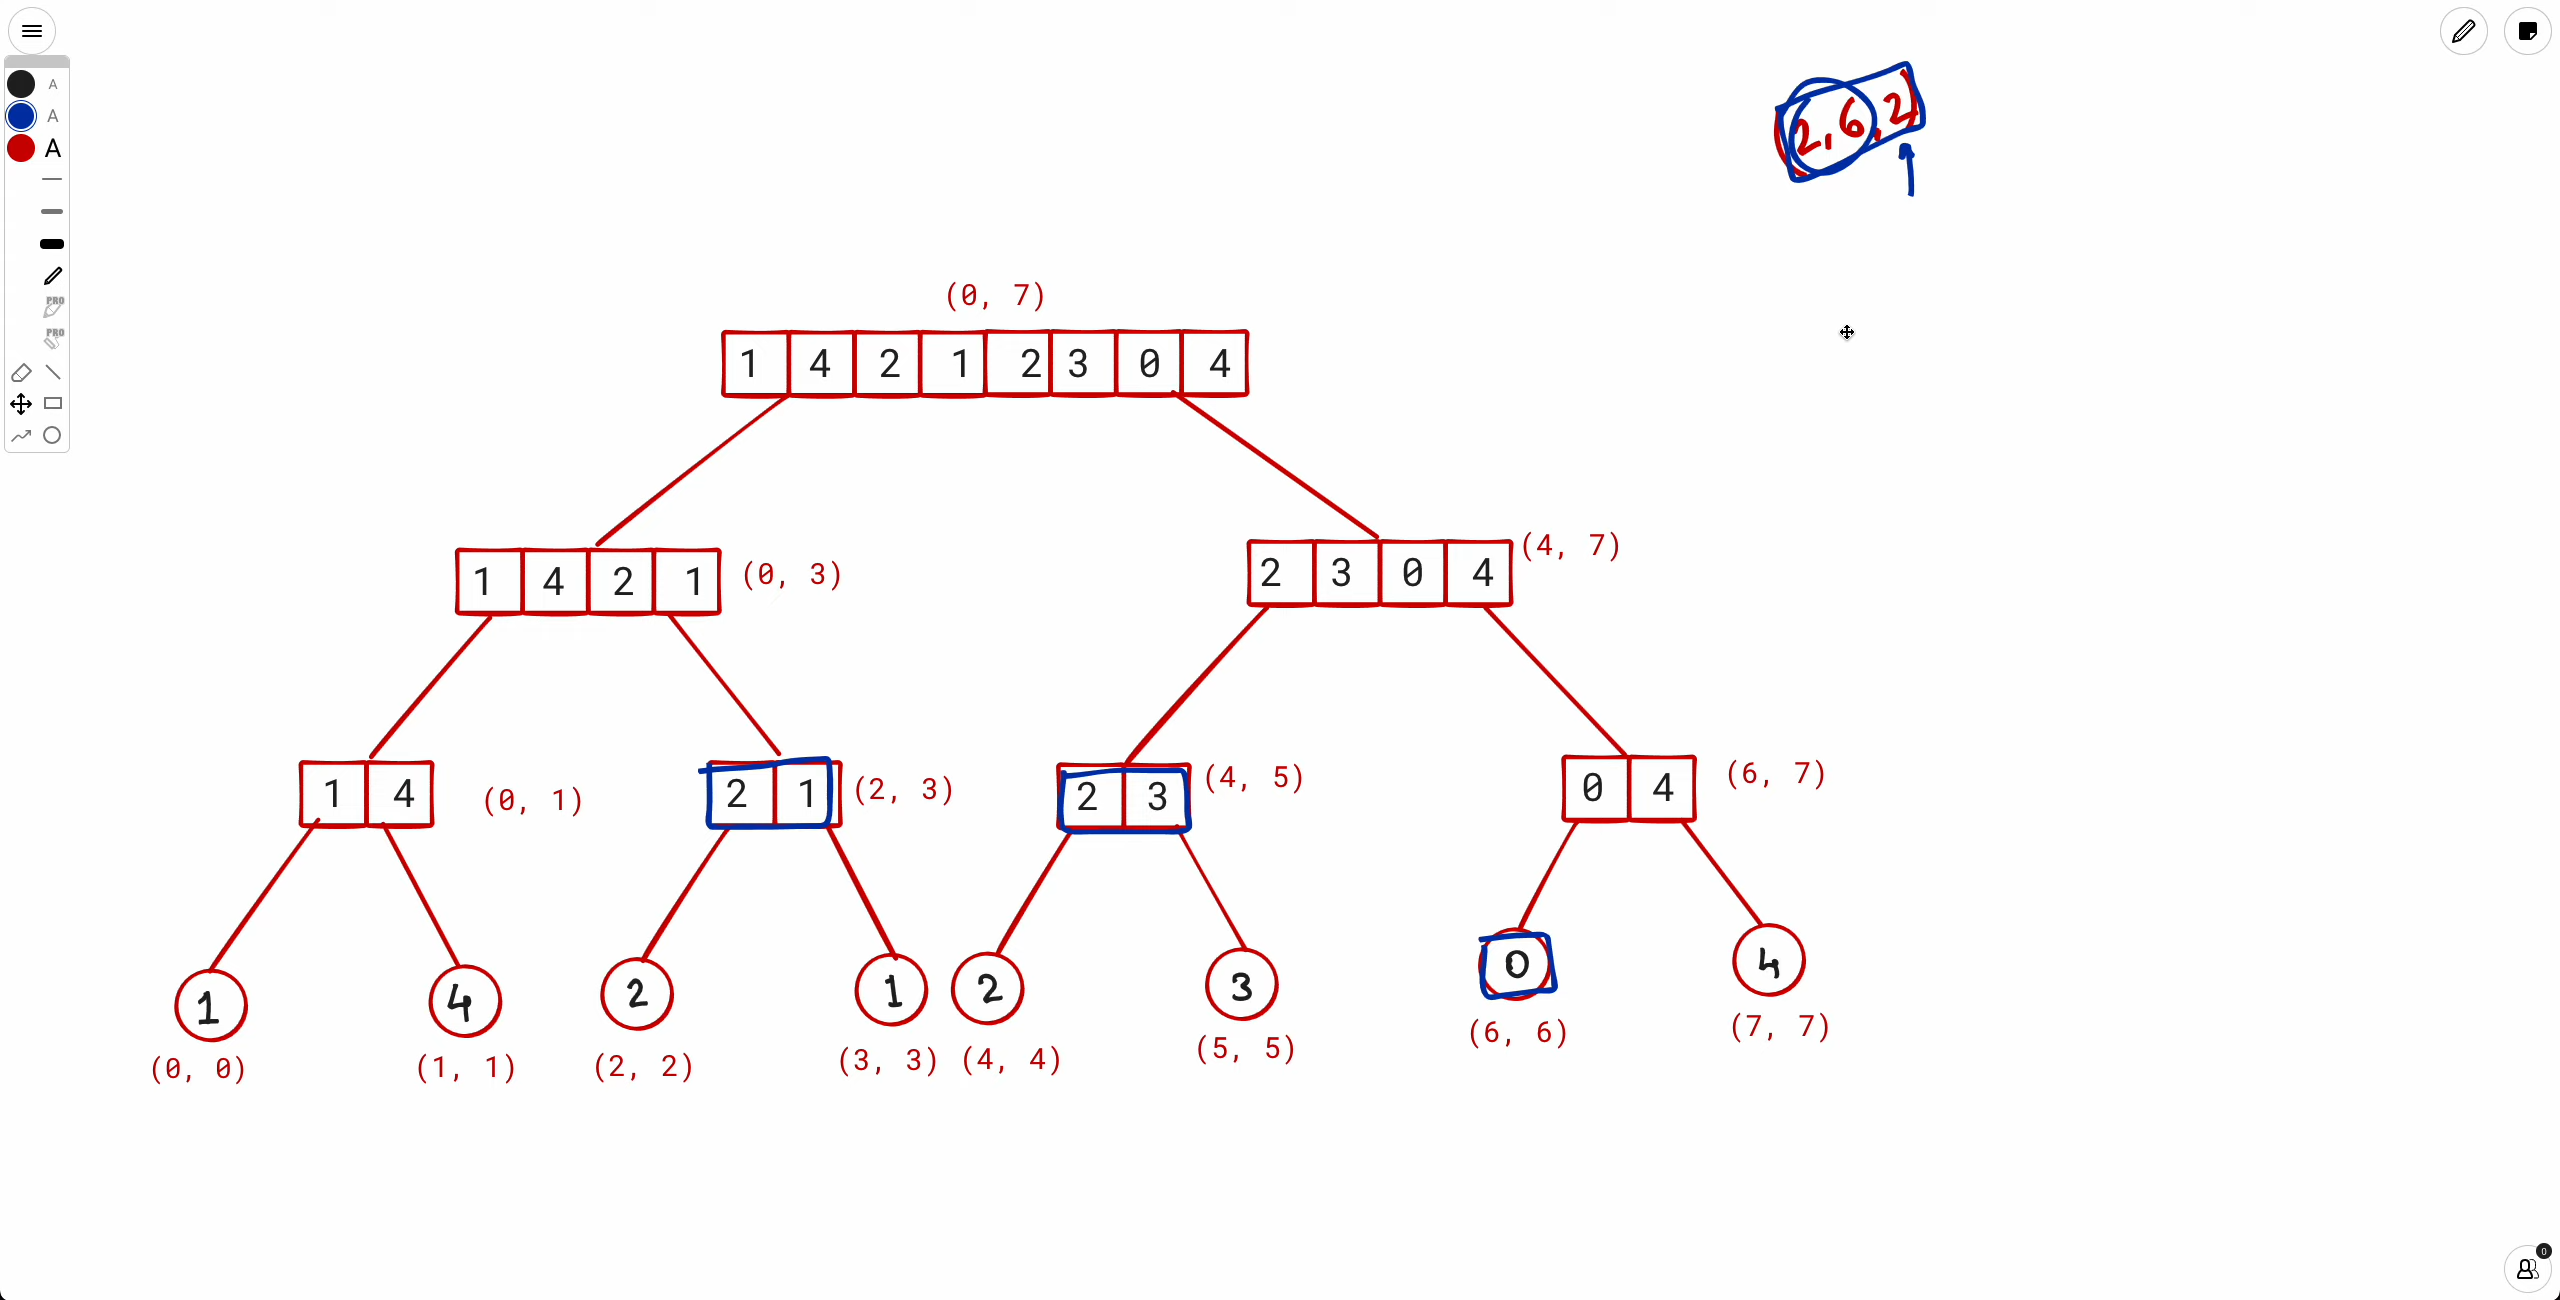 A
A
A
PRO
PRO
(2,6,2)
(0, 7)
1 4 2 1 2 3 0 4
1 4 2 1 (0, 3)
2 3 0 4 (4, 7)
1 4 (0, 1)
2 1 (2, 3)
2 3 (4, 5)
0 4 (6, 7)
1 4 2 1 2 3 0 4
(0, 0) (1, 1) (2, 2) (3, 3) (4, 4) (5, 5) (6, 6) (7, 7)
0